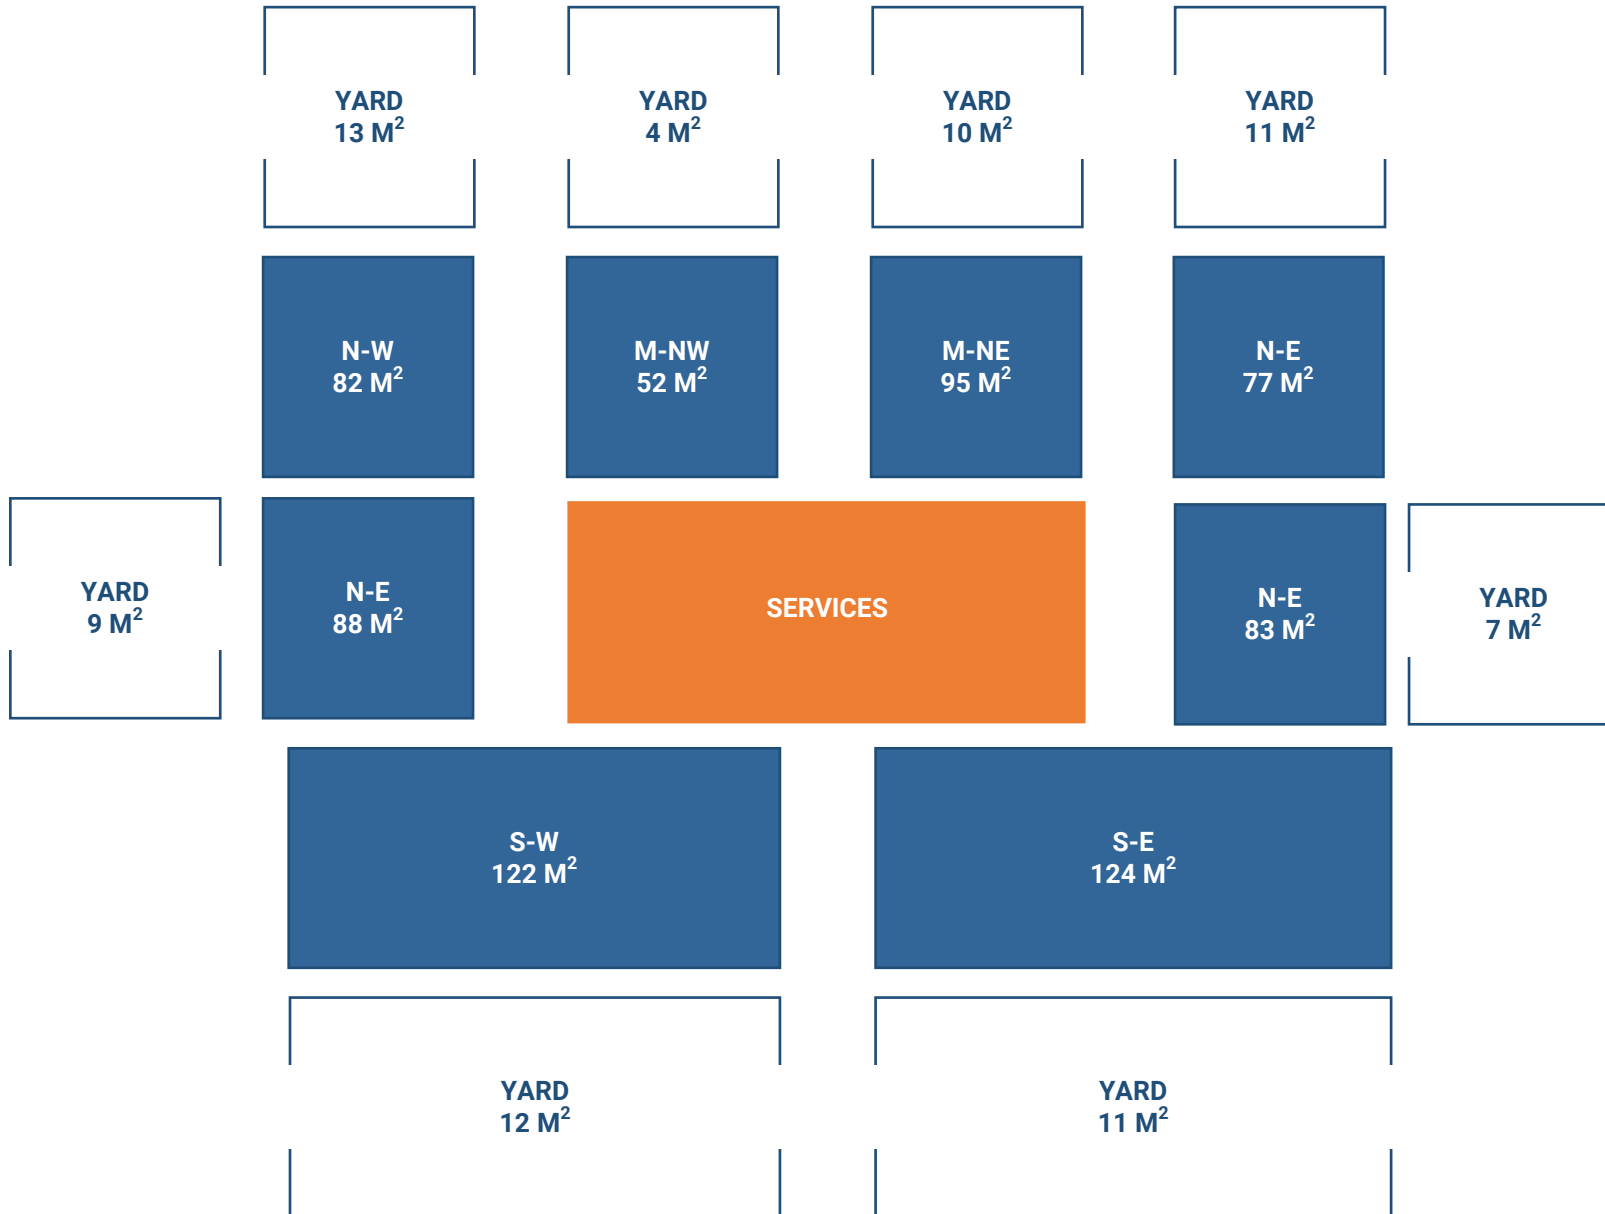 YARD
13 M²
YARD
4 M²
YARD
10 M²
YARD
11 M²
N-W
82 M²
M-NW
52 M²
M-NE
95 M²
N-E
77 M²
YARD
9 M²
N-E
88 M²
SERVICES
N-E
83 M²
YARD
7 M²
S-W
122 M²
S-E
124 M²
YARD
12 M²
YARD
11 M²